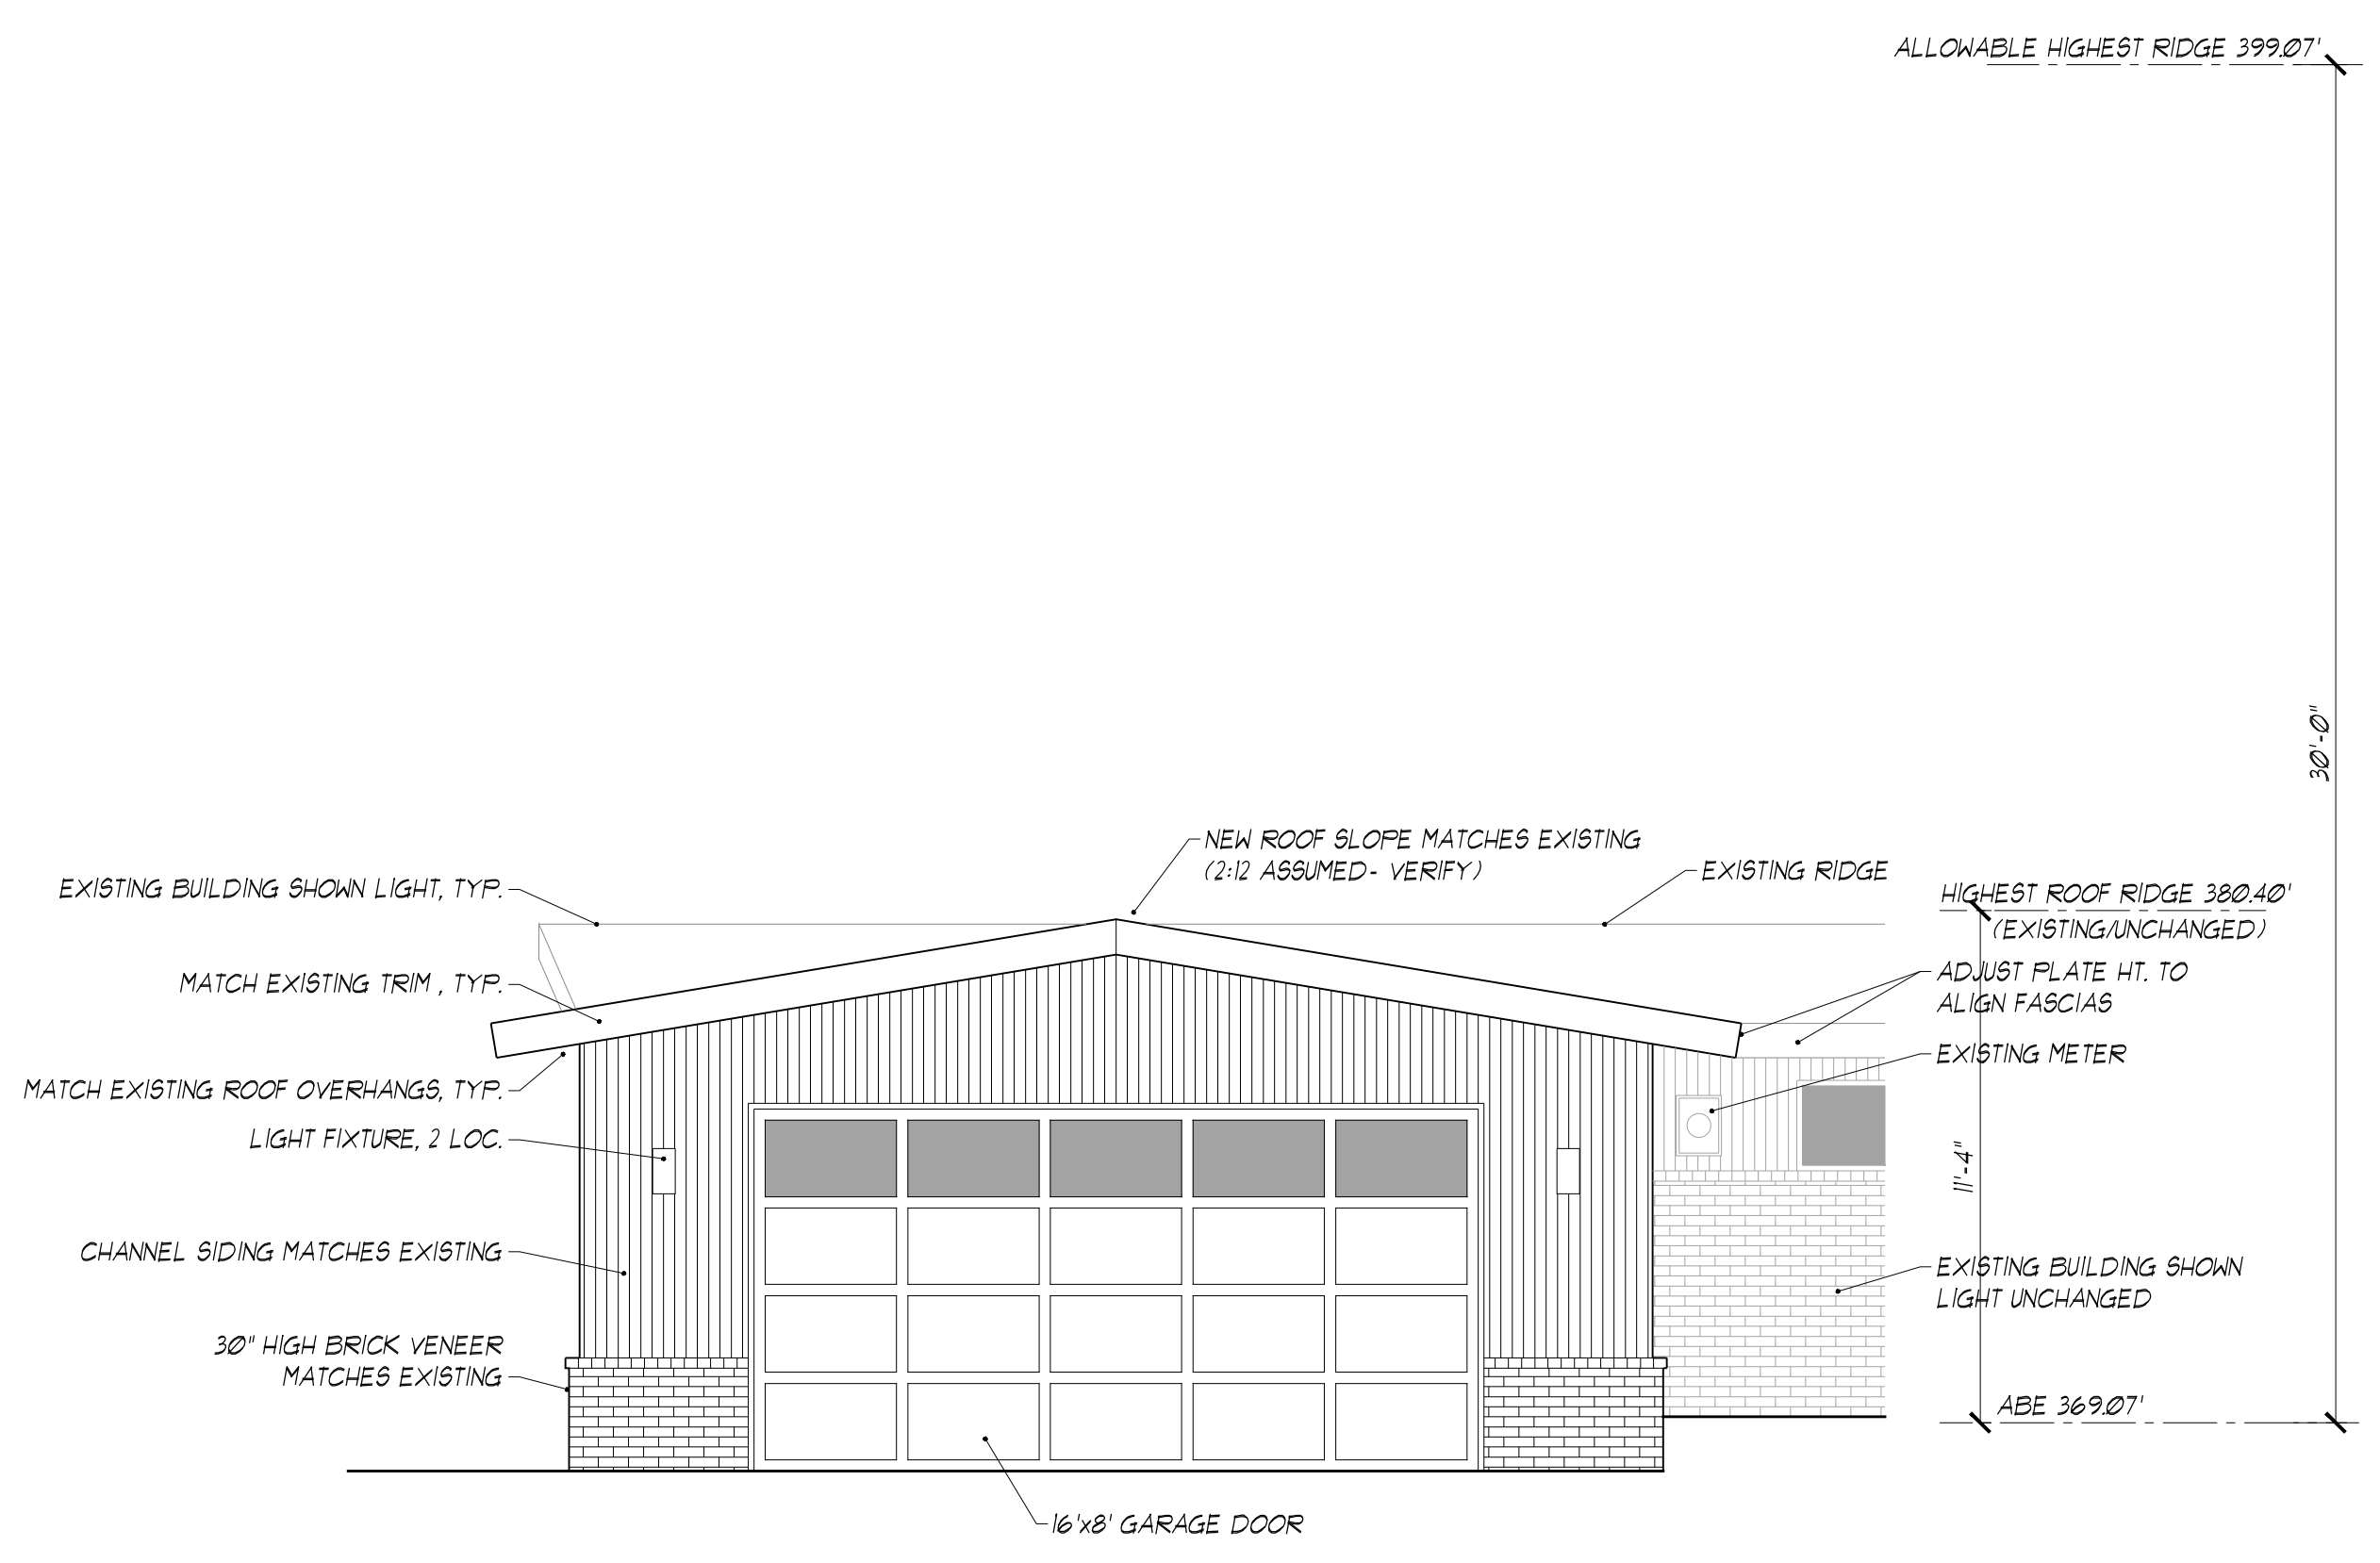 ALLOWABLE HIGHEST RIDGE 399.07'
30'-0"
NEW ROOF SLOPE MATCHES EXISTING
(2:12 ASSUMED- VERIFY)
EXISTING RIDGE
EXISTING BUILDING SHOWN LIGHT, TYP.
HIGHEST ROOF RIDGE 380.40'
(EXISTING/UNCHANGED)
MATCH EXISTING TRIM , TYP.
ADJUST PLATE HT. TO
ALIGN FASCIAS
EXISTING METER
MATCH EXISTING ROOF OVERHANGS, TYP.
LIGHT FIXTURE, 2 LOC.
11'-4"
CHANNEL SIDING MATCHES EXISTING
EXISTING BUILDING SHOWN
LIGHT UNCHANGED
30" HIGH BRICK VENEER
MATCHES EXISTING
ABE 369.07'
16'x8' GARAGE DOOR